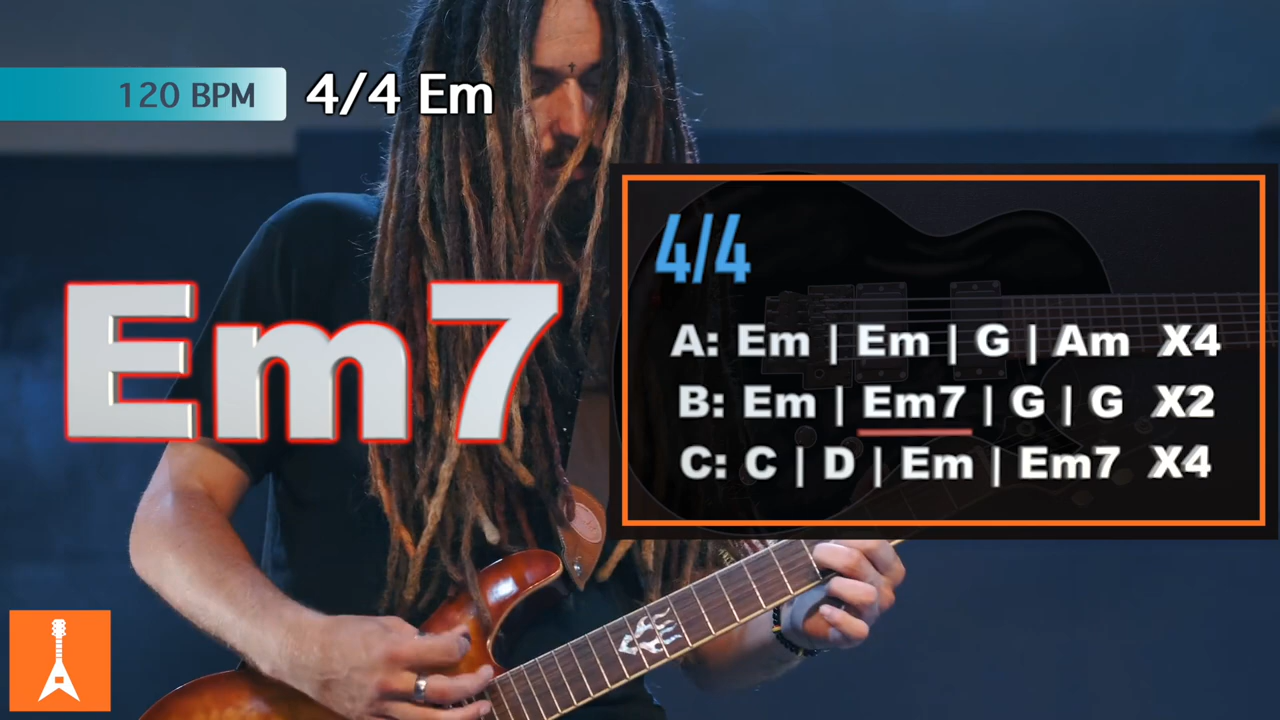 120 BPM 4/4 Em
Em7
4/4
A: Em | Em | G | Am X4
B: Em | Em7 | G | G X2
C: C | D | Em | Em7 X4